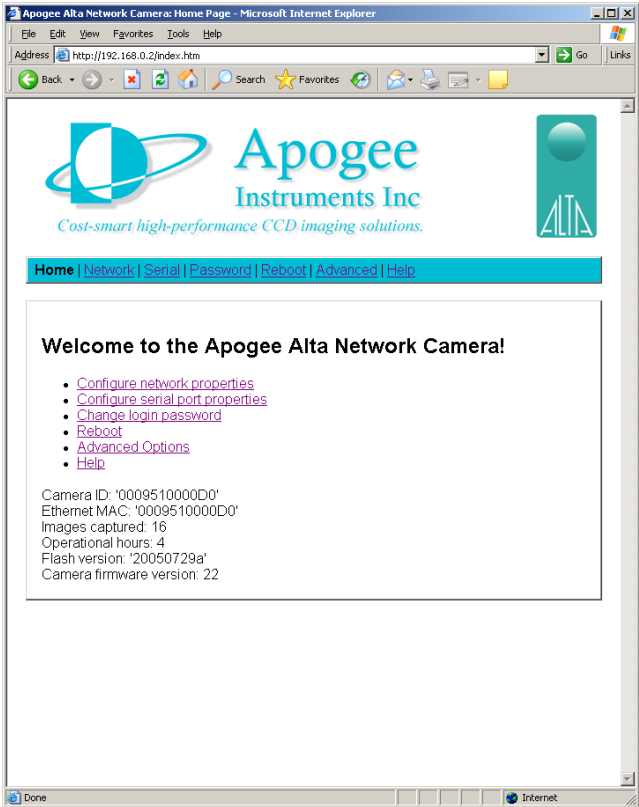 Apogee Alta Network Camera: Home Page - Microsoft Internet Explorer
File Edit View Favorites Tools Help
Address http://192.168.0.2/index.htm Go Links
Back Search Favorites
Apogee
Instruments Inc
Cost-smart high-performance CCD imaging solutions.
ALTA
Home | Network | Serial | Password | Reboot | Advanced | Help
Welcome to the Apogee Alta Network Camera!
Configure network properties
Configure serial port properties
Change login password
Reboot
Advanced Options
Help
Camera ID: '0009510000D0'
Ethernet MAC: '0009510000D0'
Images captured: 16
Operational hours: 4
Flash version: '20050729a'
Camera firmware version: 22
Done Internet